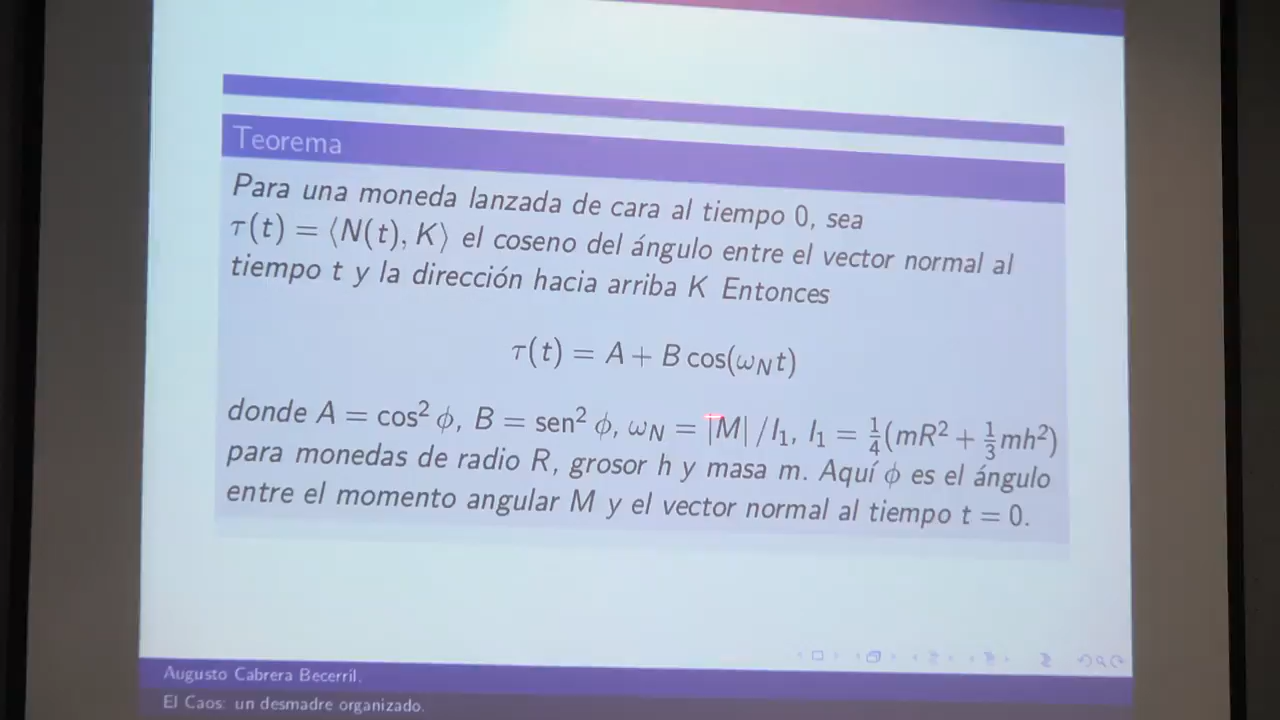 Teorema
Para una moneda lanzada de cara al tiempo 0, sea
τ(t) = ⟨N(t), K⟩ el coseno del ángulo entre el vector normal al
tiempo t y la dirección hacia arriba K Entonces
τ(t) = A + B cos(ω_N t)
donde A = cos² ϕ, B = sen² ϕ, ω_N = |M| / I₁, I₁ = ¼(mR² + ⅓mh²)
para monedas de radio R, grosor h y masa m. Aquí ϕ es el ángulo
entre el momento angular M y el vector normal al tiempo t = 0.
Augusto Cabrera Becerril.
El Caos: un desmadre organizado.